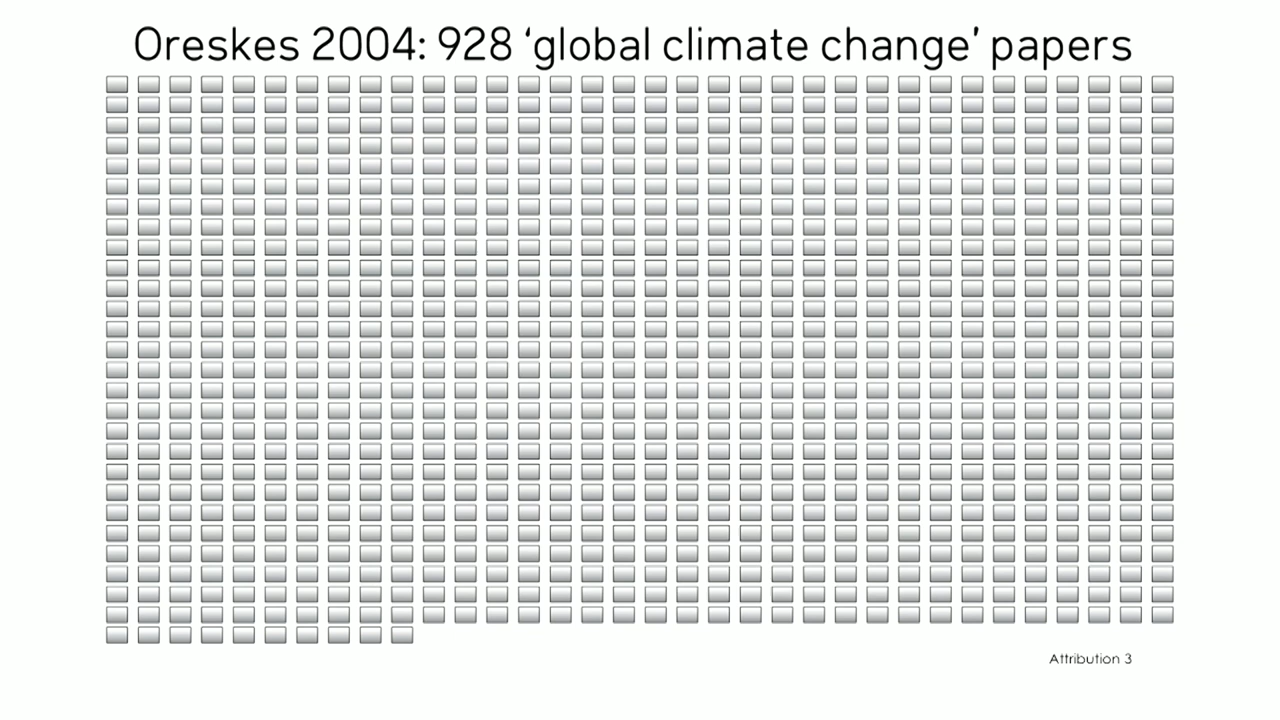 Oreskes 2004: 928 ‘global climate change’ papers
Attribution 3